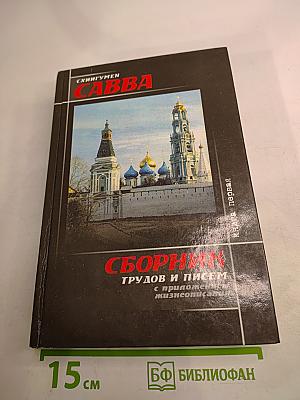 СХИИГУМЕН
САВВА
книга первая
СБОРНИК
ТРУДОВ И ПИСЕМ
с приложением
жизнеописания
15 см
БФ БИБЛИОФАН